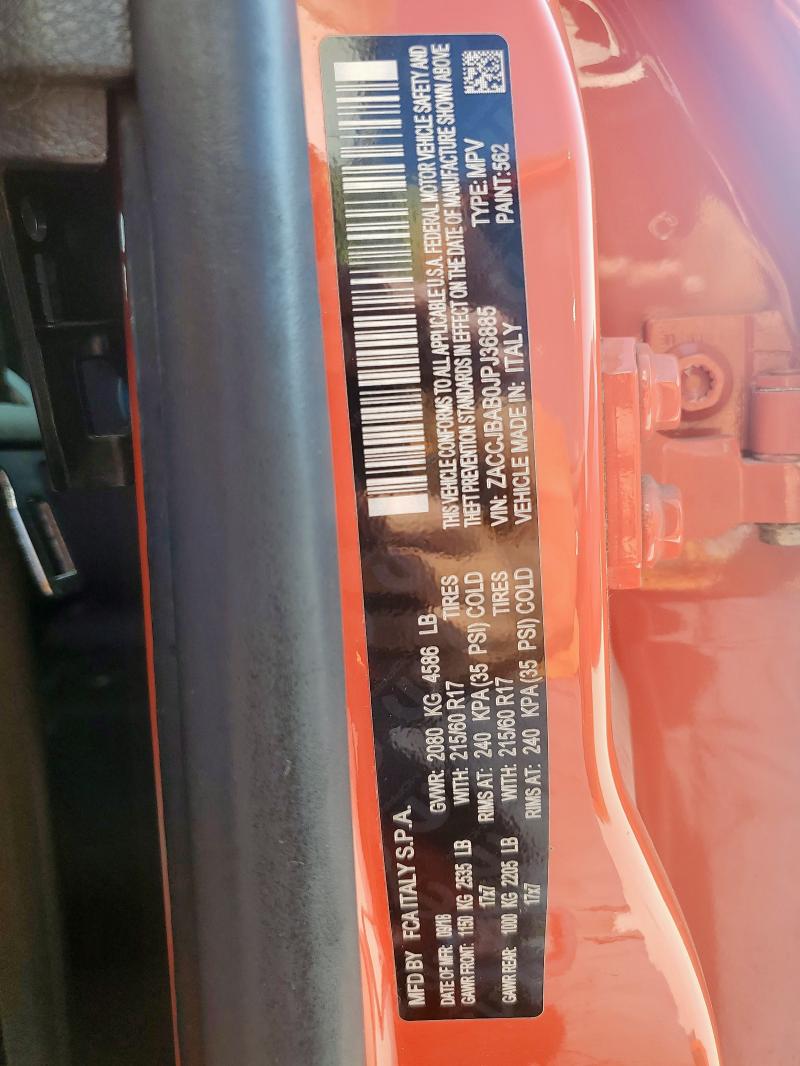 MFD BY FCA ITALY S.P.A.
DATE OF MFR: 09/18
GVWR: 2080 KG 4586 LB
GAWR FRONT: 1150 KG 2535 LB
WITH: 215/60 R17 TIRES
17x7 RIMS AT: 240 KPA (35 PSI) COLD
GAWR REAR: 1000 KG 2205 LB
WITH: 215/60 R17 TIRES
17x7 RIMS AT: 240 KPA (35 PSI) COLD
THIS VEHICLE CONFORMS TO ALL APPLICABLE U.S.A. FEDERAL MOTOR VEHICLE SAFETY AND
THEFT PREVENTION STANDARDS IN EFFECT ON THE DATE OF MANUFACTURE SHOWN ABOVE
VIN: ZACCJBAB0JPJ36885 TYPE: MPV
VEHICLE MADE IN: ITALY PAINT: 562